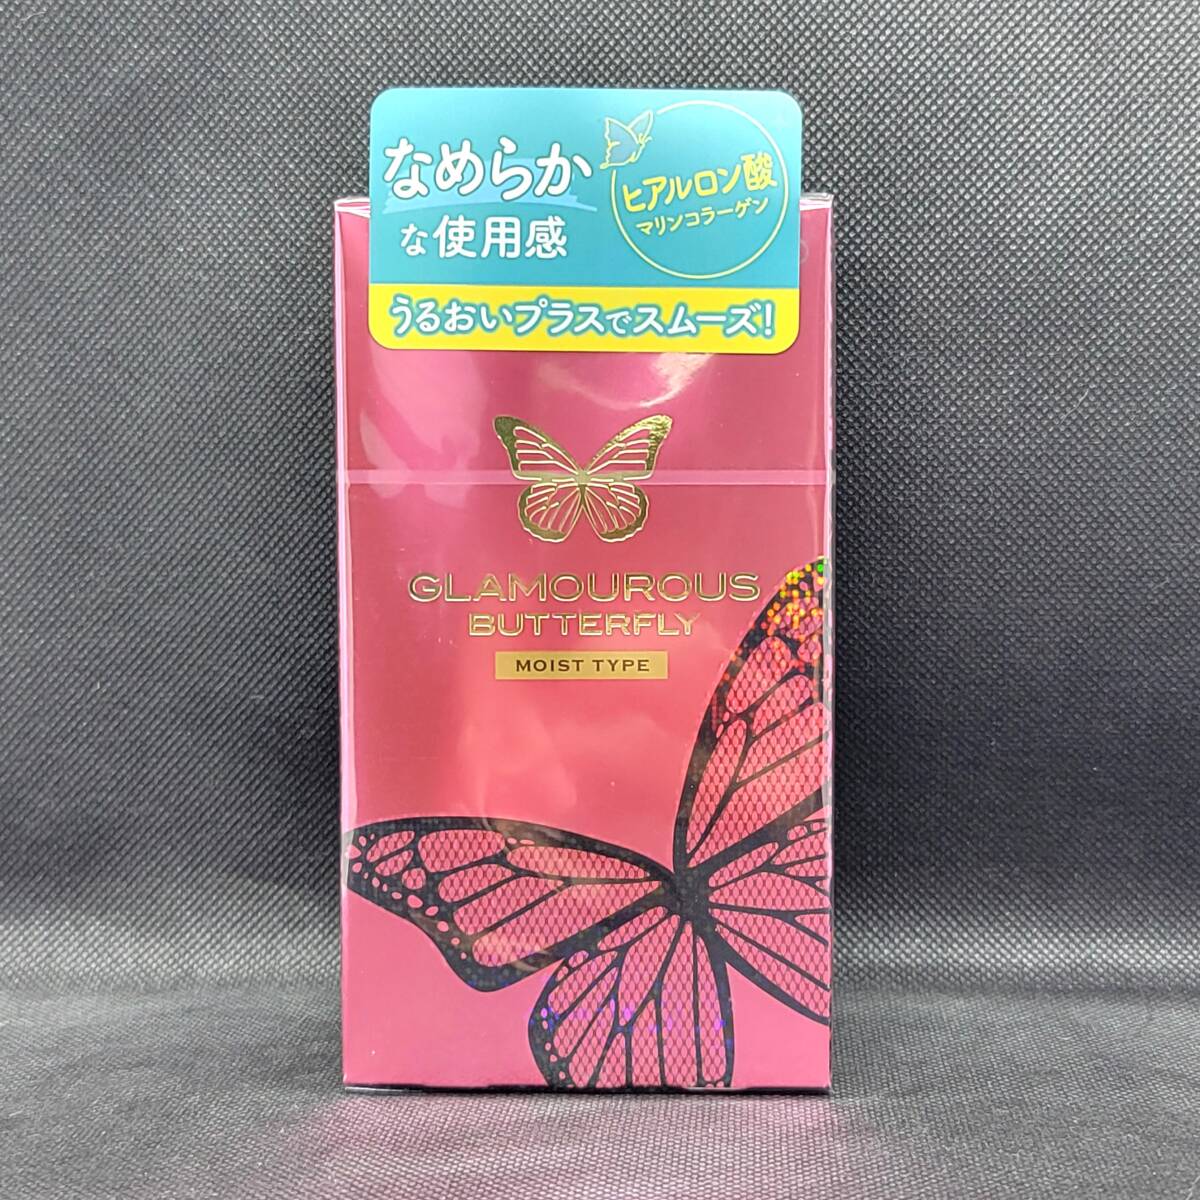 なめらか
な使用感
ヒアルロン酸
マリンコラーゲン
うるおいプラスでスムーズ!
GLAMOUROUS
BUTTERFLY
MOIST TYPE